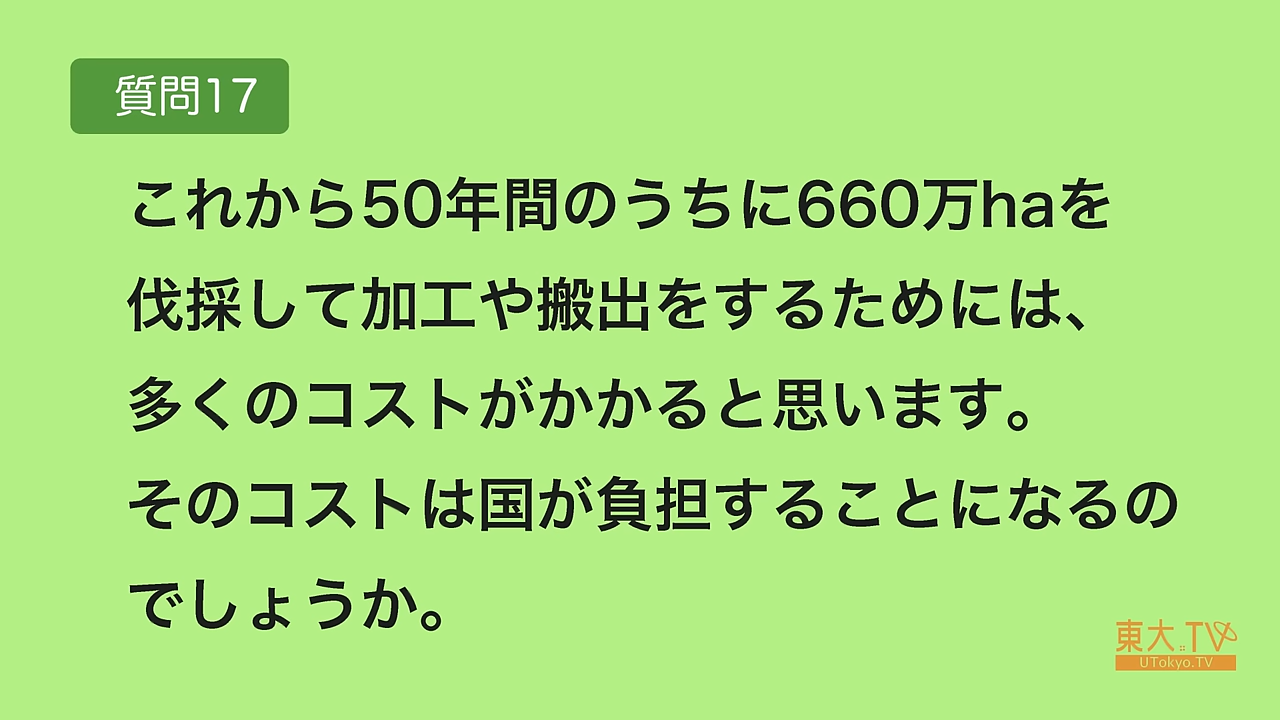 質問17
これから50年間のうちに660万haを
伐採して加工や搬出をするためには、
多くのコストがかかると思います。
そのコストは国が負担することになるの
でしょうか。
東大.TV
UTokyo.TV